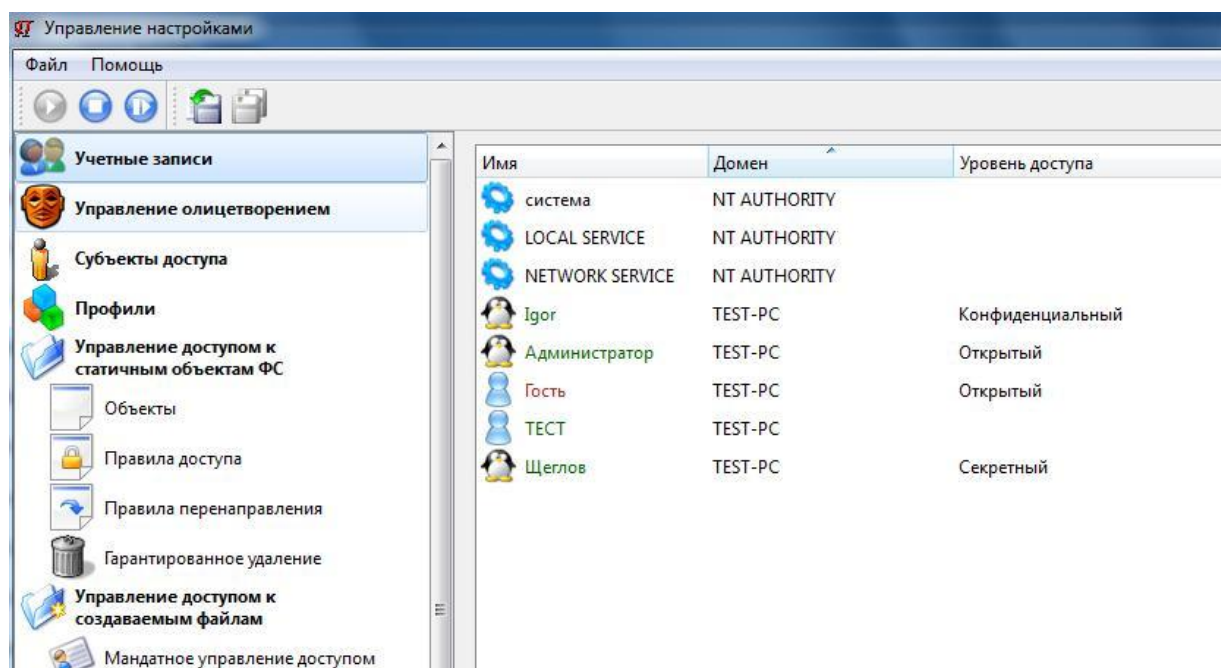 Управление настройками
Файл Помощь
Учетные записи
Управление олицетворением
Субъекты доступа
Профили
Управление доступом к
статичным объектам ФС
Объекты
Правила доступа
Правила перенаправления
Гарантированное удаление
Управление доступом к
создаваемым файлам
Мандатное управление доступом
Имя Домен Уровень доступа
система NT AUTHORITY
LOCAL SERVICE NT AUTHORITY
NETWORK SERVICE NT AUTHORITY
Igor TEST-PC Конфиденциальный
Администратор TEST-PC Открытый
Гость TEST-PC Открытый
ТЕСТ TEST-PC
Щеглов TEST-PC Секретный